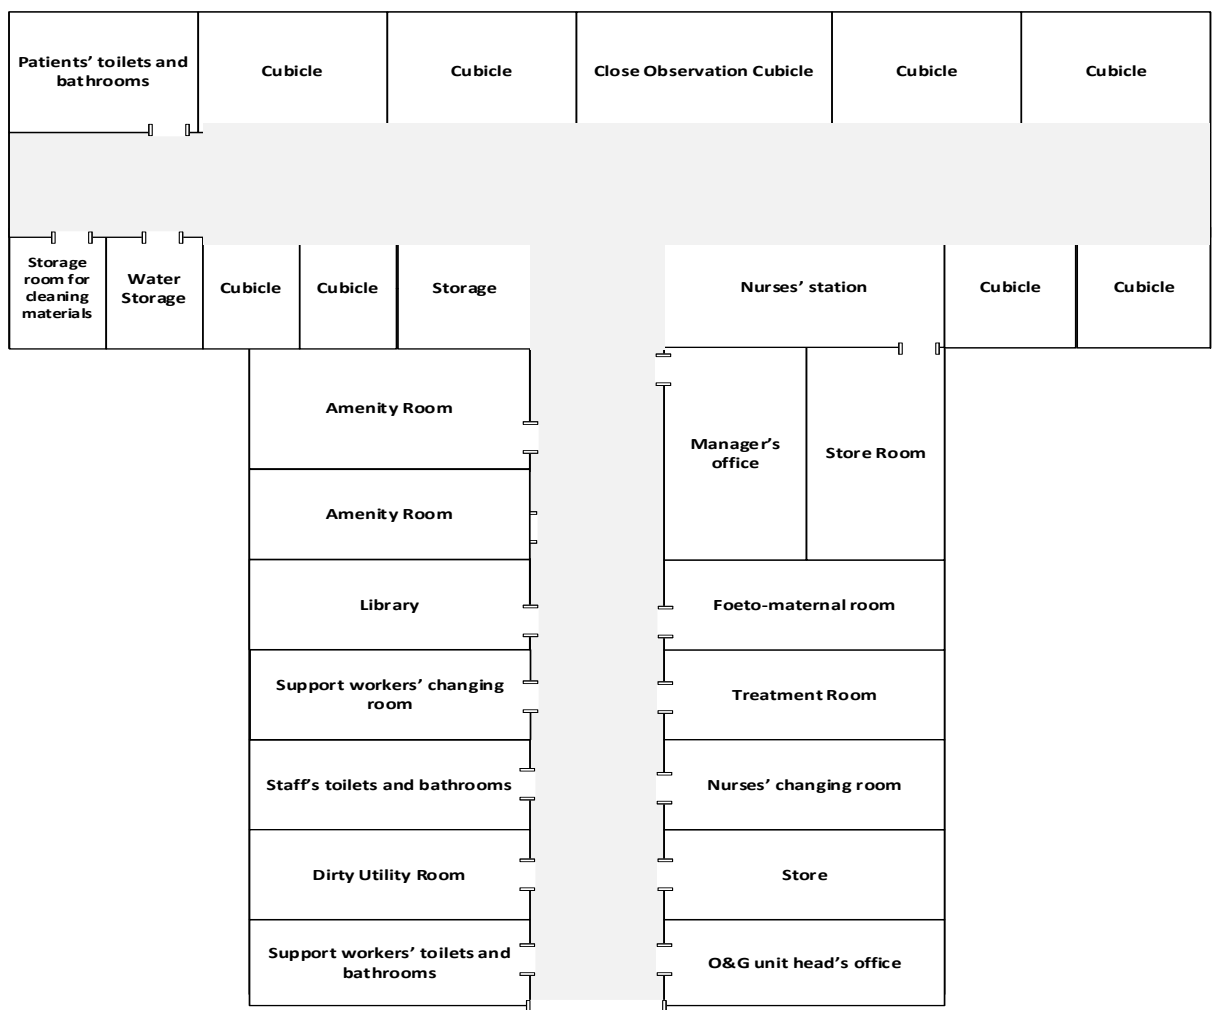 Patients’ toilets and
bathrooms
Cubicle
Cubicle
Close Observation Cubicle
Cubicle
Cubicle
Storage
room for
cleaning
materials
Water
Storage
Cubicle
Cubicle
Storage
Nurses’ station
Cubicle
Cubicle
Amenity Room
Manager’s
office
Store Room
Amenity Room
Library
Foeto-maternal room
Support workers’ changing
room
Treatment Room
Staff’s toilets and bathrooms
Nurses’ changing room
Dirty Utility Room
Store
Support workers’ toilets and
bathrooms
O&G unit head’s office